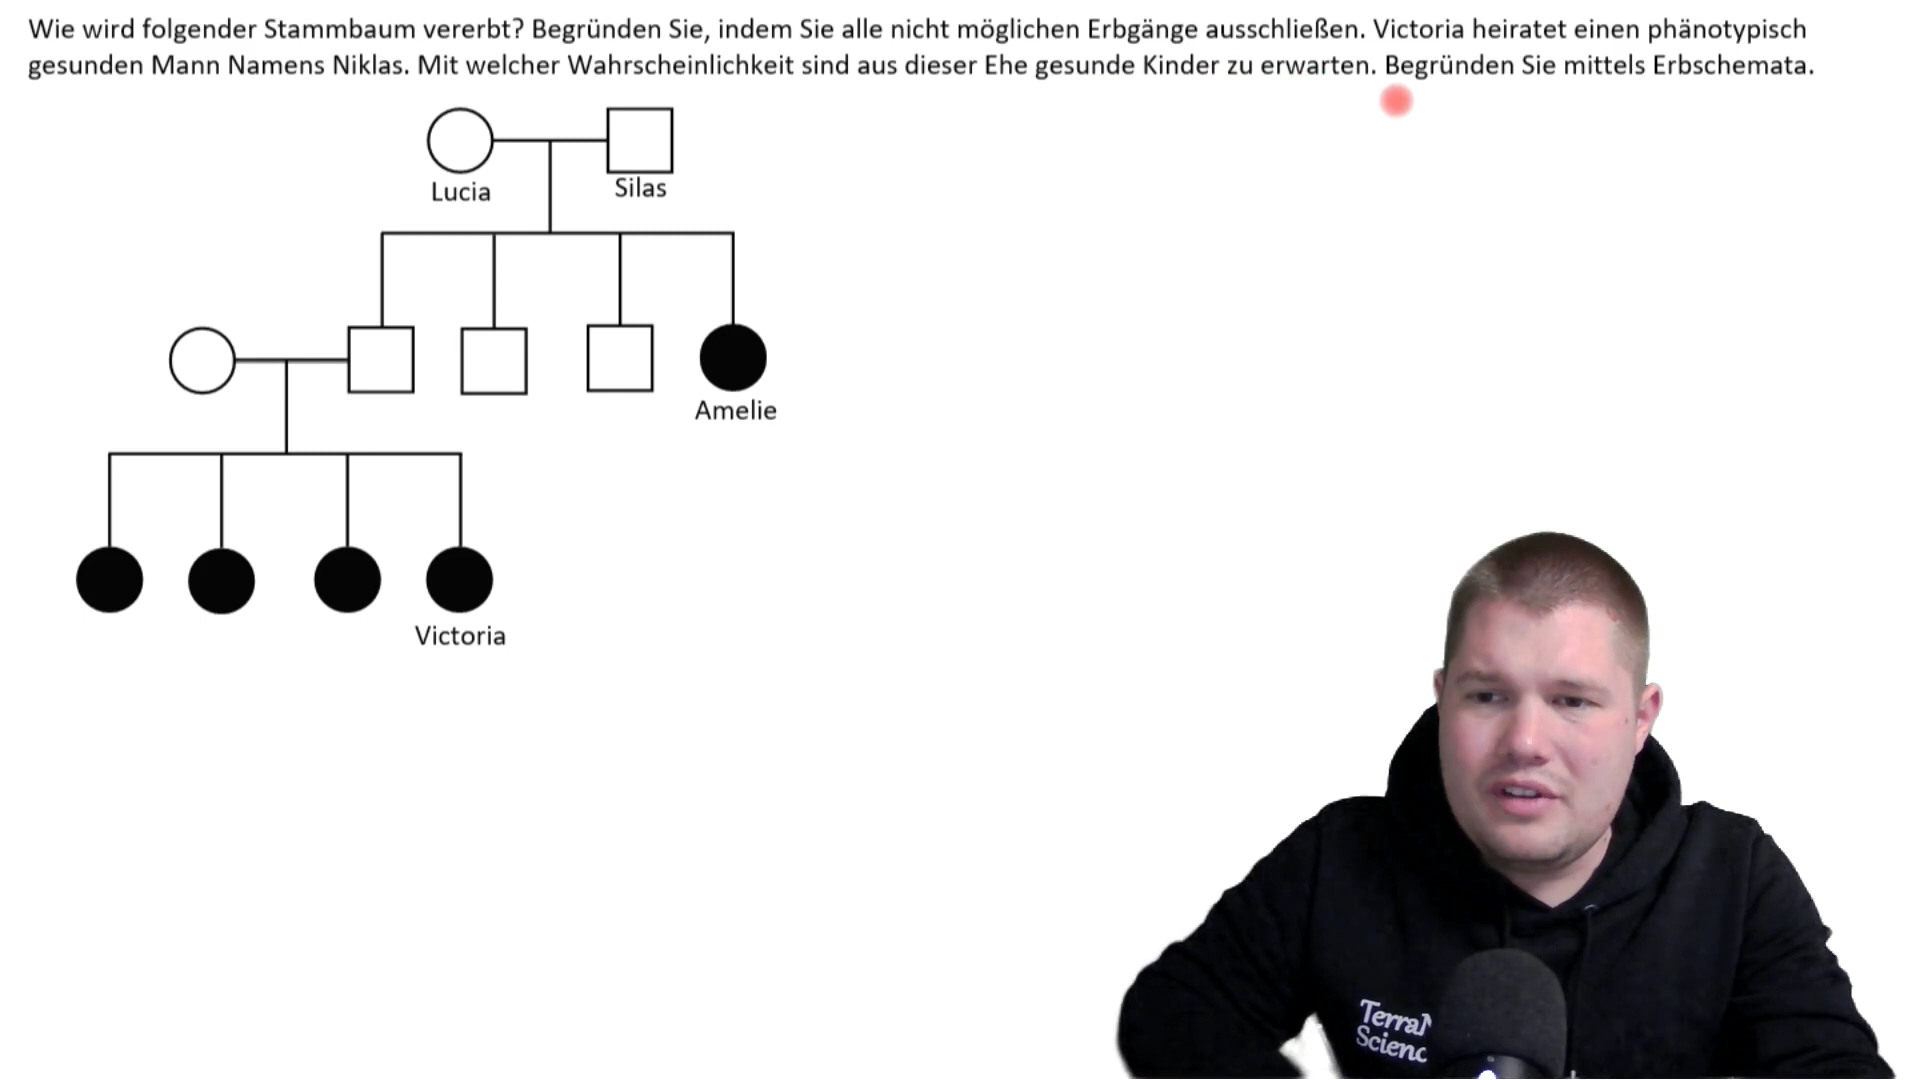 Wie wird folgender Stammbaum vererbt? Begründen Sie, indem Sie alle nicht möglichen Erbgänge ausschließen. Victoria heiratet einen phänotypisch
gesunden Mann Namens Niklas. Mit welcher Wahrscheinlichkeit sind aus dieser Ehe gesunde Kinder zu erwarten. Begründen Sie mittels Erbschemata.
Lucia
Silas
Amelie
Victoria